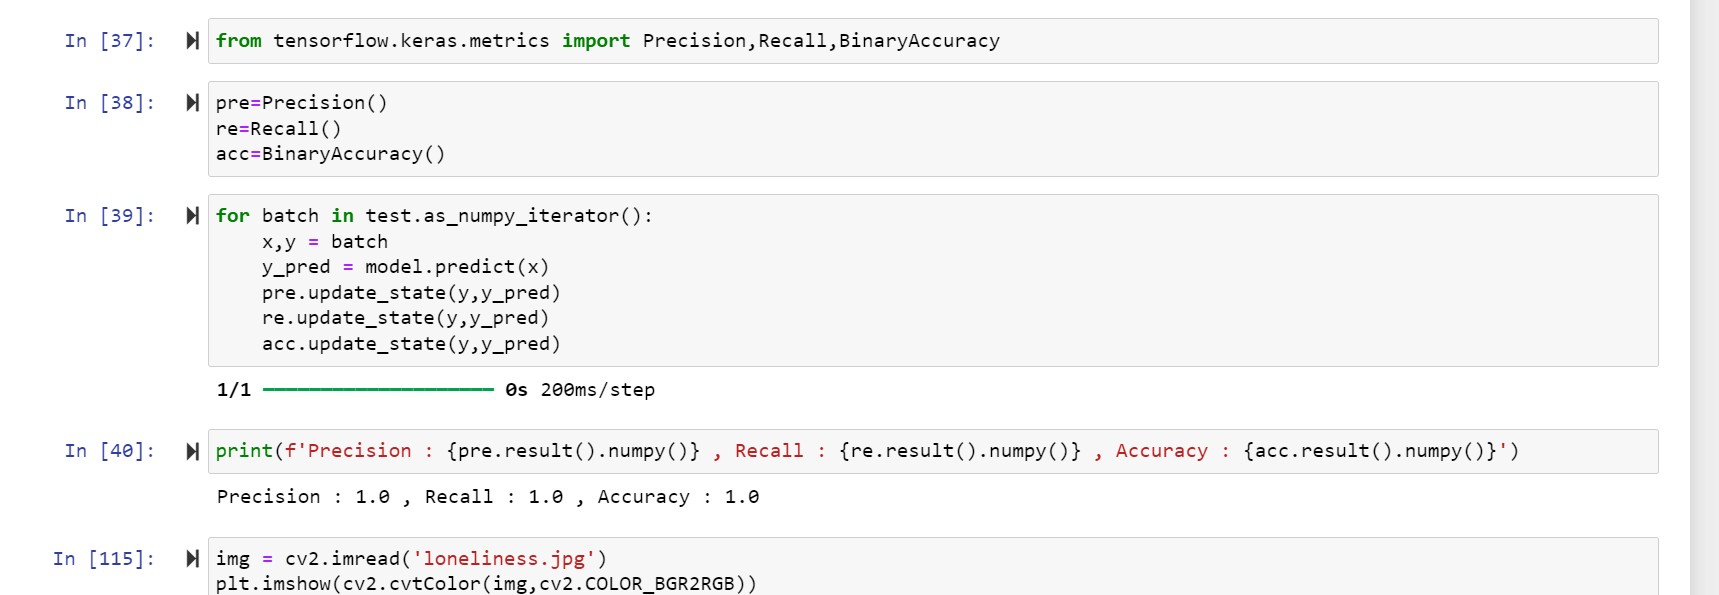 In [37]: from tensorflow.keras.metrics import Precision,Recall,BinaryAccuracy
In [38]: pre=Precision()
re=Recall()
acc=BinaryAccuracy()
In [39]: for batch in test.as_numpy_iterator():
    x,y = batch
    y_pred = model.predict(x)
    pre.update_state(y,y_pred)
    re.update_state(y,y_pred)
    acc.update_state(y,y_pred)
1/1 0s 200ms/step
In [40]: print(f'Precision : {pre.result().numpy()} , Recall : {re.result().numpy()} , Accuracy : {acc.result().numpy()}')
Precision : 1.0 , Recall : 1.0 , Accuracy : 1.0
In [115]: img = cv2.imread('loneliness.jpg')
plt.imshow(cv2.cvtColor(img,cv2.COLOR_BGR2RGB))